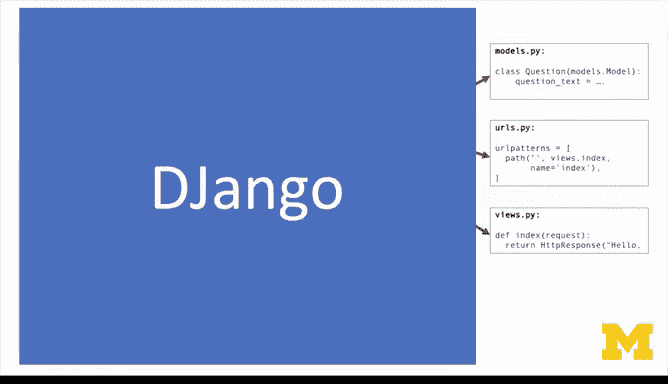 DJango
models.py:
class Question(models.Model):
question_text = ….
urls.py:
urlpatterns = [
path('', views.index,
name='index'),
]
views.py:
def index(request):
return HttpResponse("Hello,
M